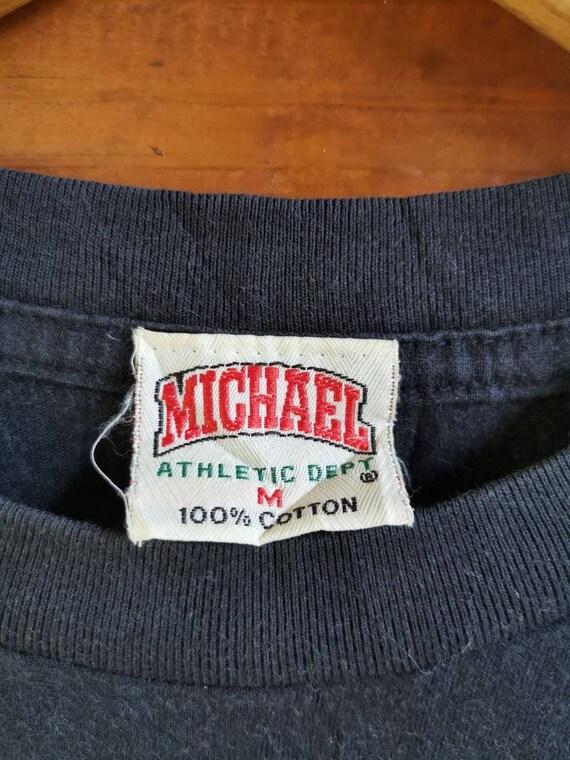 MICHAEL
ATHLETIC DEPT.
®
M
100% COTTON